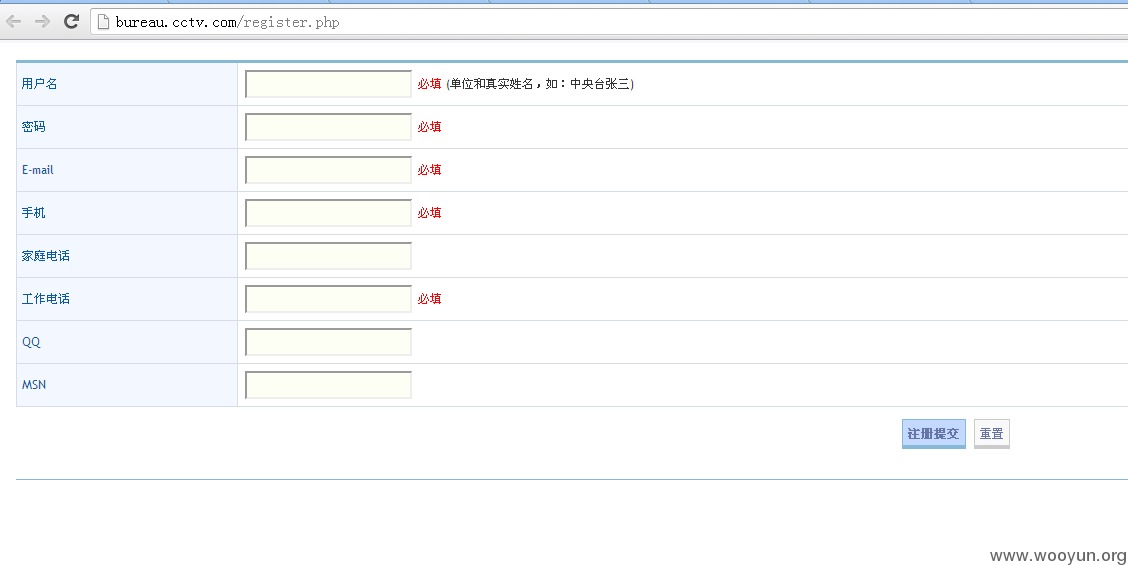 bureau.cctv.com/register.php
用户名 必填 (单位和真实姓名，如：中央台张三)
密码 必填
E-mail 必填
手机 必填
家庭电话
工作电话 必填
QQ
MSN
注册提交 重置
www.wooyun.org